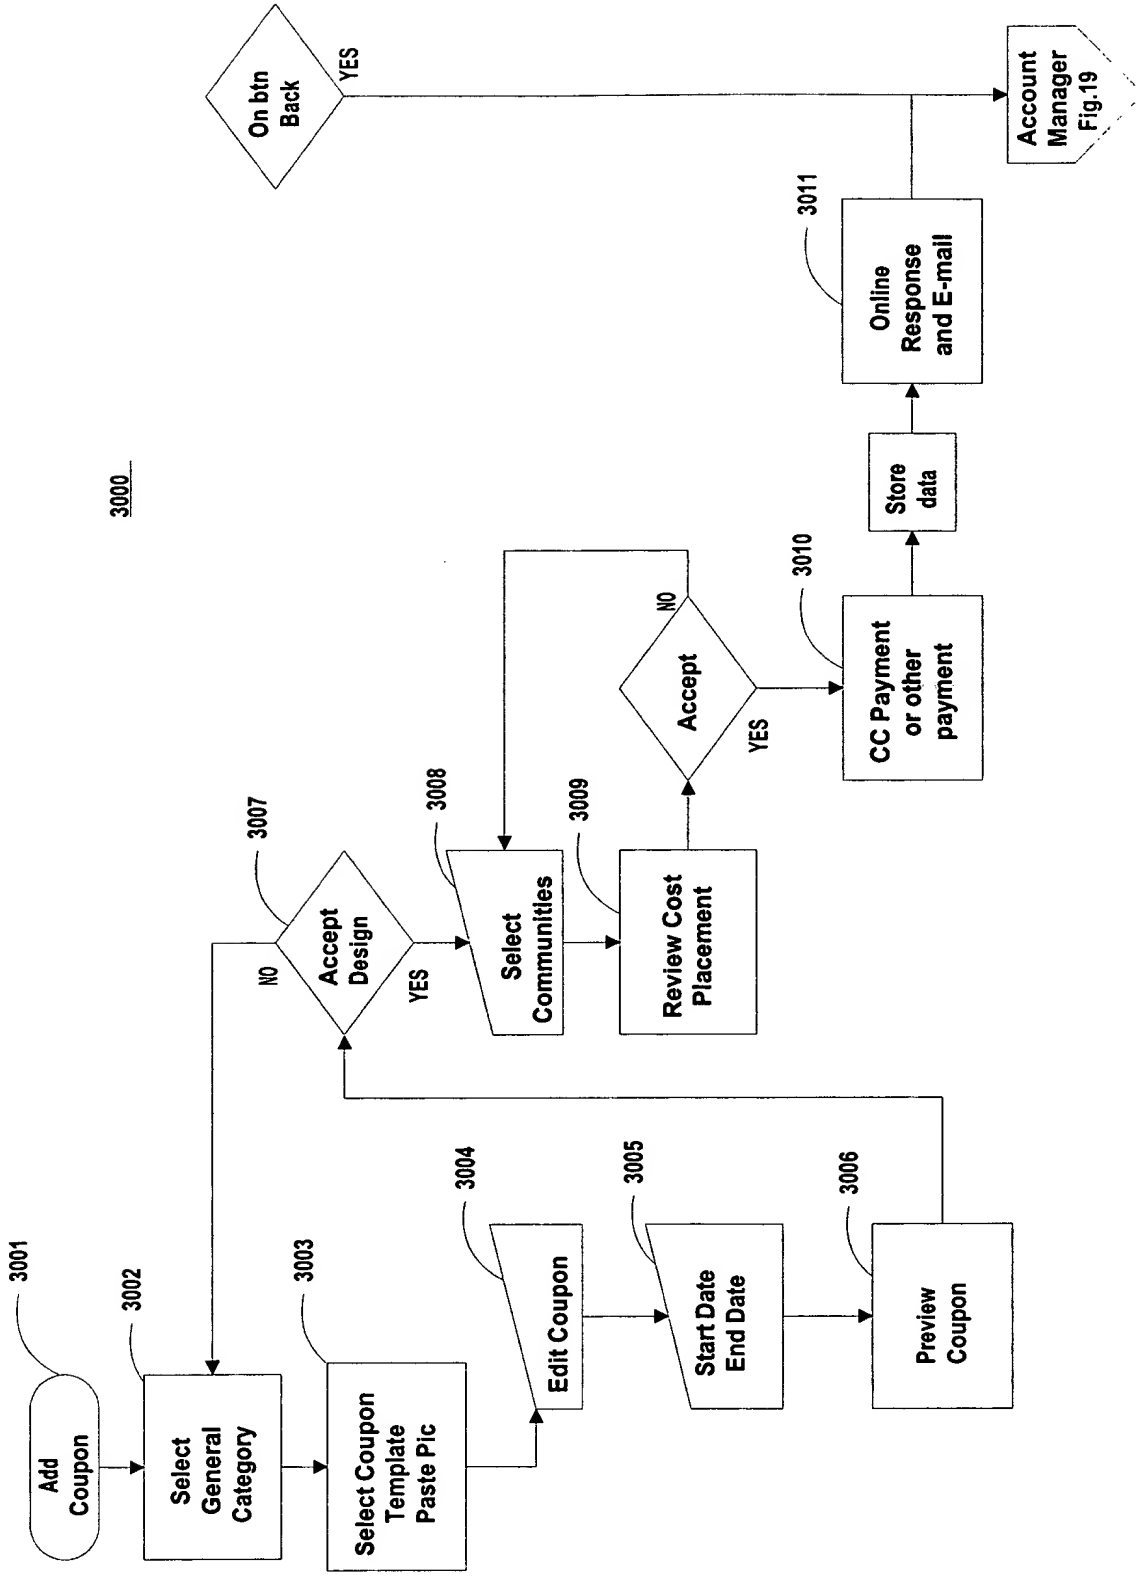 3000
3001
Add
Coupon
3002
Select
General
Category
3003
Select Coupon
Template
Paste Pic
3004
Edit Coupon
3005
Start Date
End Date
3006
Preview
Coupon
3007
Accept
Design
NO
YES
3008
Select
Communities
3009
Review Cost
Placement
Accept
NO
YES
3010
CC Payment
or other
payment
Store
data
3011
Online
Response
and E-mail
On btn
Back
YES
Account
Manager
Fig.19